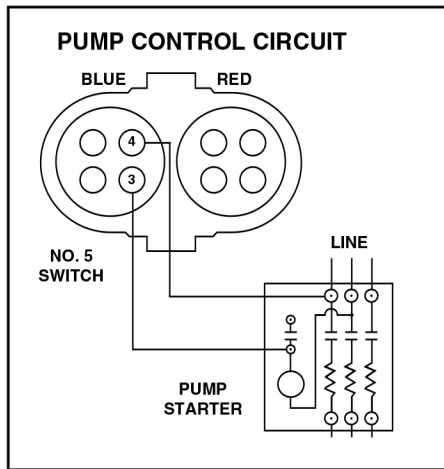 PUMP CONTROL CIRCUIT
BLUE
RED
4
3
NO. 5
SWITCH
LINE
PUMP
STARTER